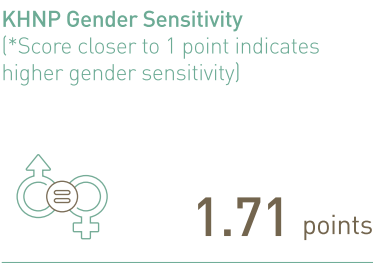 KHNP Gender Sensitivity
(*Score closer to 1 point indicates
higher gender sensitivity)
1.71 points